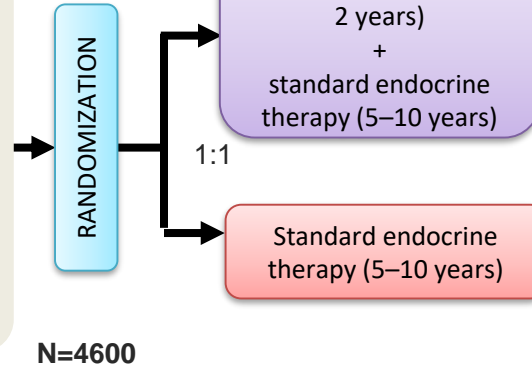 RANDOMIZATION
2 years)
+
standard endocrine
therapy (5–10 years)
1:1
Standard endocrine
therapy (5–10 years)
N=4600